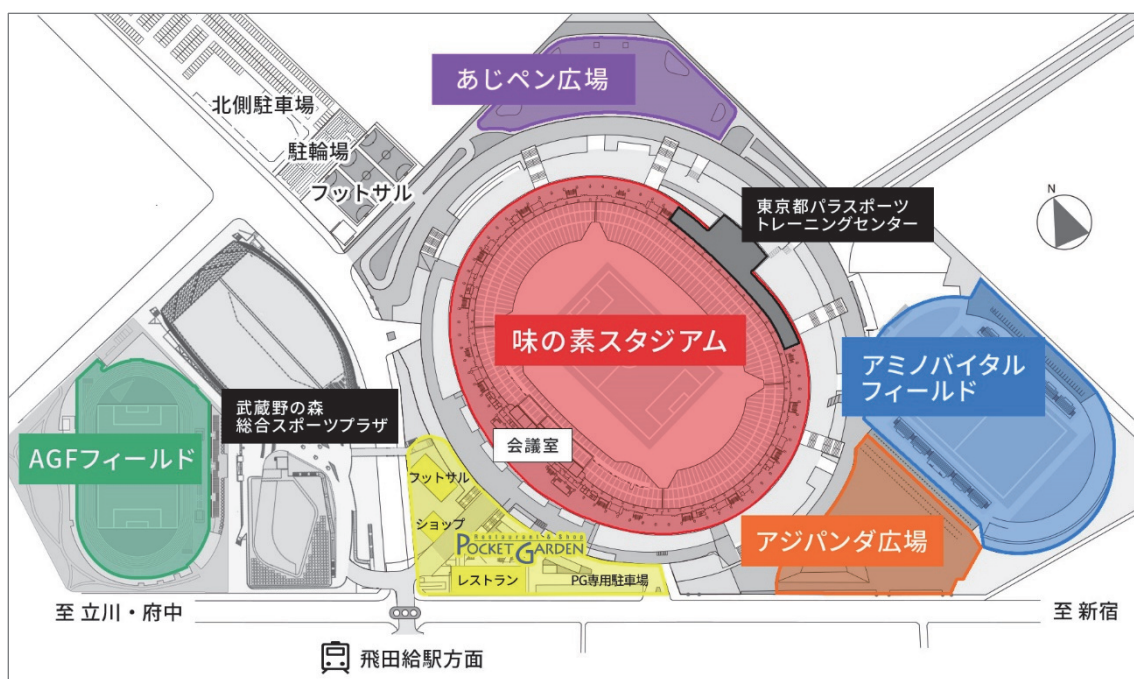 あじペン広場
北側駐車場
駐輪場
フットサル
東京都パラスポーツ
トレーニングセンター
N
味の素スタジアム
アミノバイタル
フィールド
武蔵野の森
総合スポーツプラザ
AGFフィールド
会議室
フットサル
ショップ
Restaurant & Shop
POCKET GARDEN
アジパンダ広場
レストラン
PG専用駐車場
至 立川・府中
至 新宿
飛田給駅方面